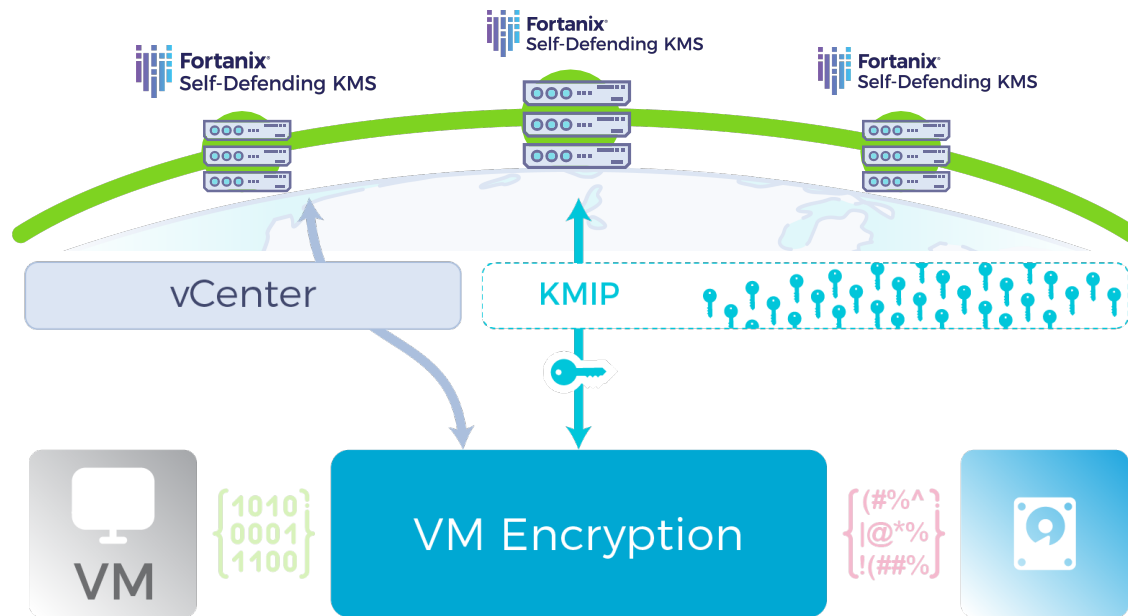 Fortanix®
Self-Defending KMS
Fortanix®
Self-Defending KMS
Fortanix®
Self-Defending KMS
vCenter
KMIP
VM
{1010
0001
1100}
VM Encryption
{(#%^!
|@*%
!(##%}